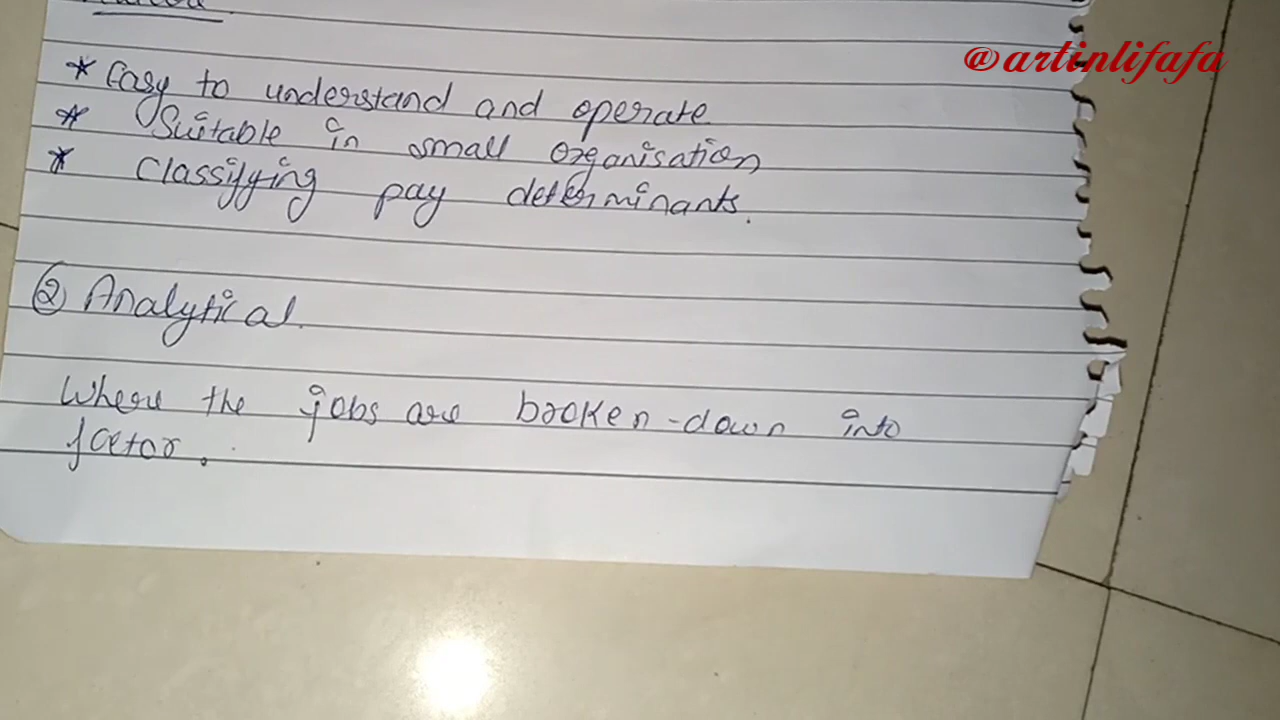 @artinlifafa
* Easy to understand and operate
* Suitable in small organisation
* Classifying pay determinants.
② Analytical.
Where the jobs are broken-down into
factor.